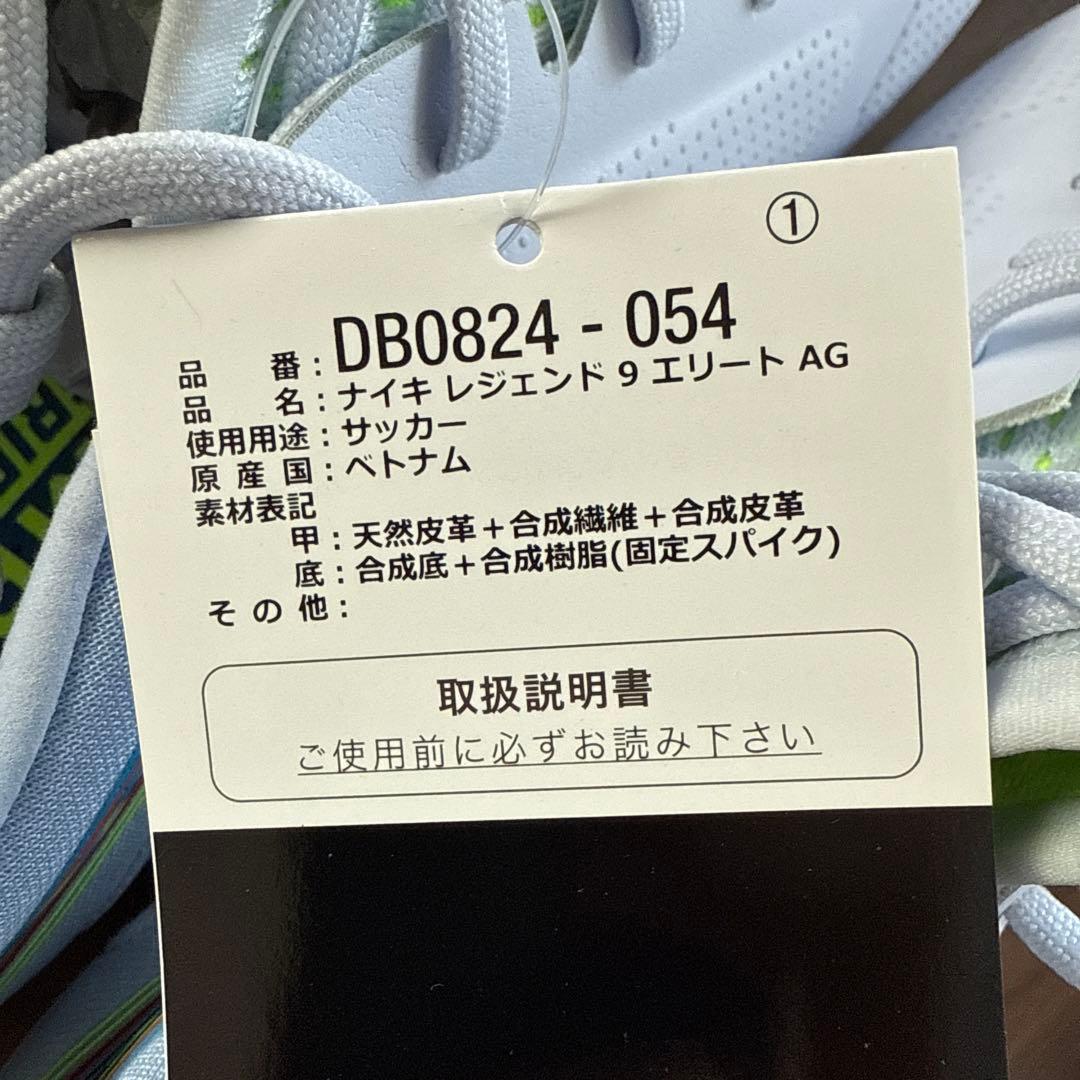 ①
品番：DB0824 - 054
品名：ナイキ レジェンド 9 エリート AG
使用用途：サッカー
原産国：ベトナム
素材表記
甲：天然皮革＋合成繊維＋合成皮革
底：合成底＋合成樹脂(固定スパイク)
その他：
取扱説明書
ご使用前に必ずお読み下さい